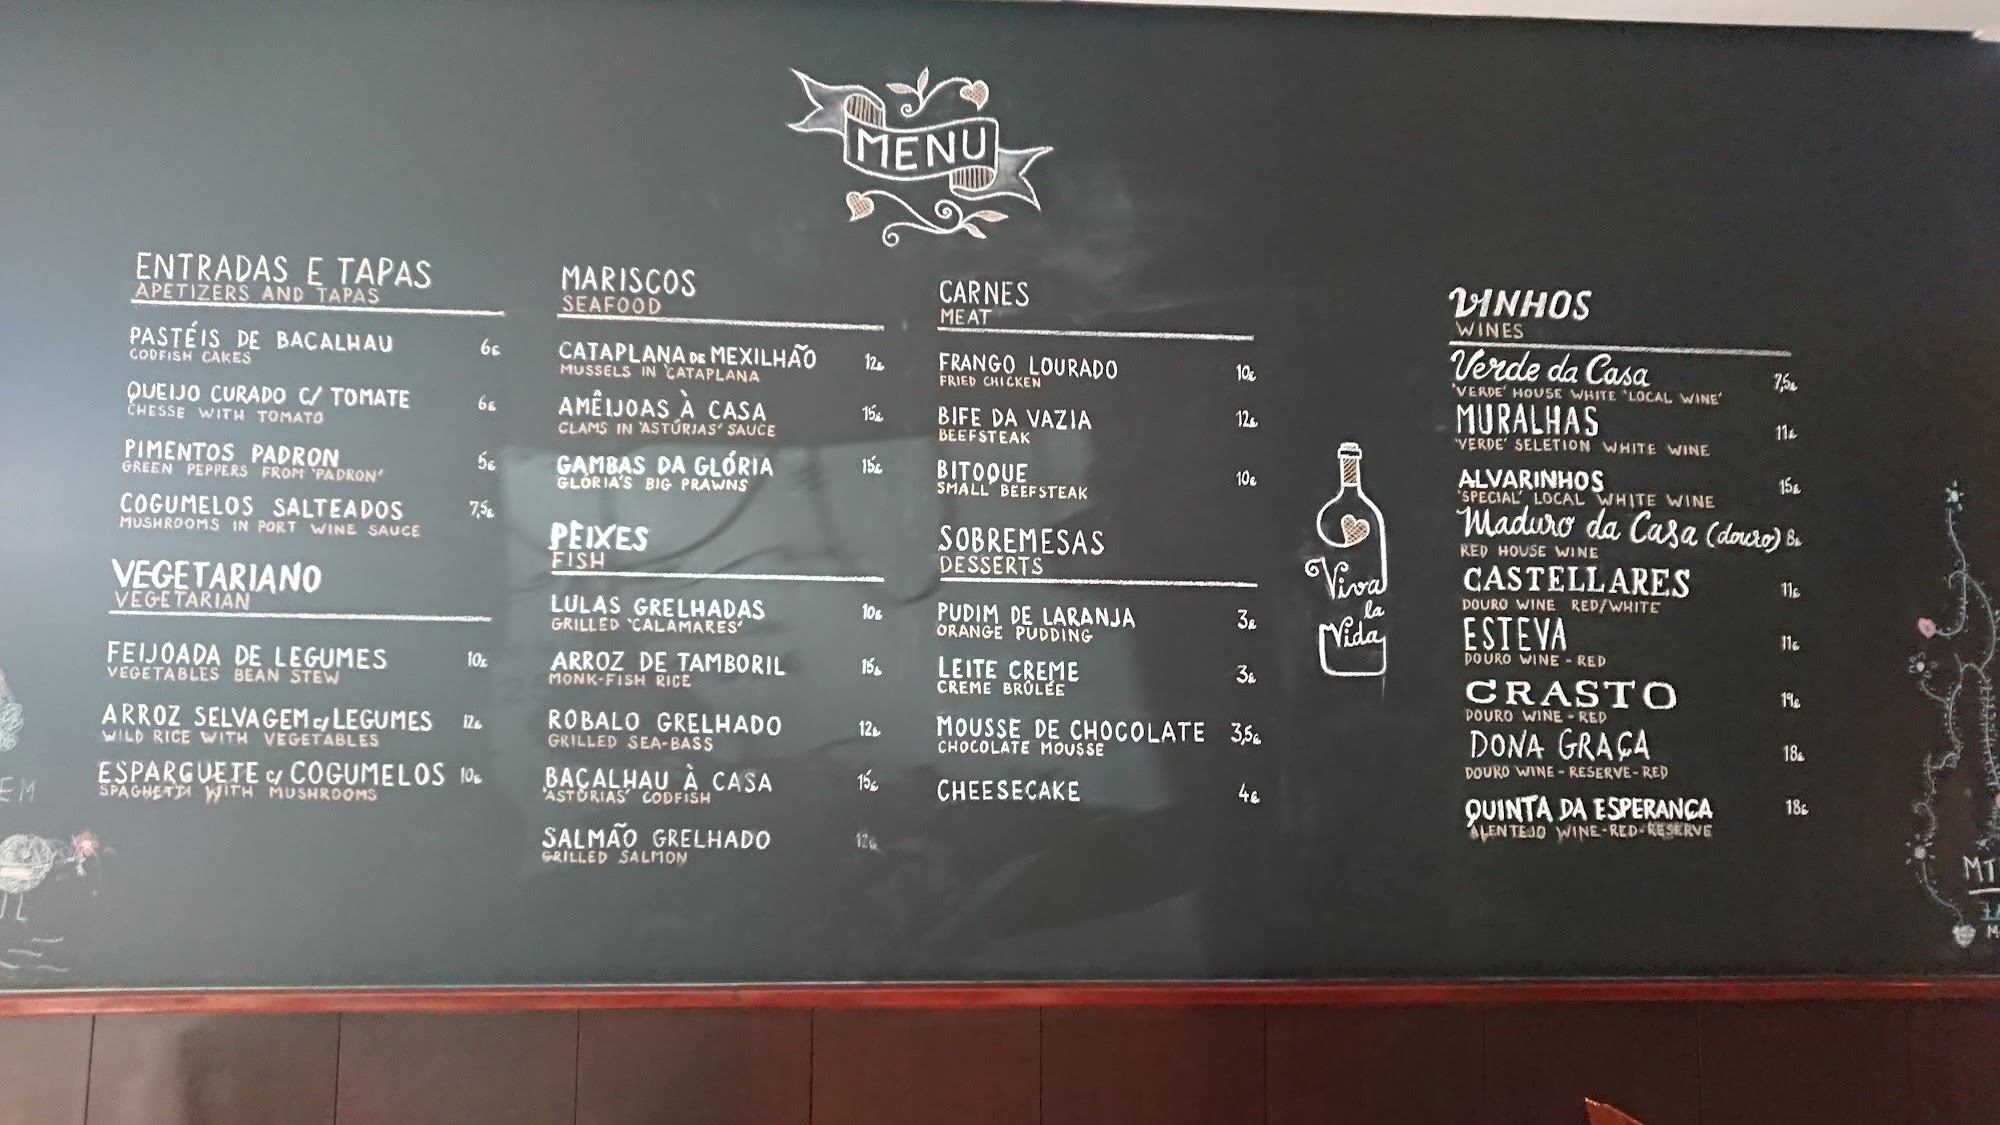 MENU
ENTRADAS E TAPAS
APETIZERS AND TAPAS
PASTÉIS DE BACALHAU 6€
CODFISH CAKES
QUEIJO CURADO C/ TOMATE 6€
CHESSE WITH TOMATO
PIMENTOS PADRON 5€
GREEN PEPPERS FROM 'PADRON'
COGUMELOS SALTEADOS 7,5€
MUSHROOMS IN PORT WINE SAUCE
VEGETARIANO
VEGETARIAN
FEIJOADA DE LEGUMES 10€
VEGETABLES BEAN STEW
ARROZ SELVAGEM c/ LEGUMES 12€
WILD RICE WITH VEGETABLES
ESPARGUETE c/ COGUMELOS 10€
SPAGHETTI WITH MUSHROOMS
MARISCOS
SEAFOOD
CATAPLANA DE MEXILHÃO 12€
MUSSELS IN 'CATAPLANA
AMÊIJOAS À CASA 15€
CLAMS IN 'ASTÚRIAS' SAUCE
GAMBAS DA GLÓRIA 15€
GLÓRIA'S BIG PRAWNS
PEIXES
FISH
LULAS GRELHADAS 10€
GRILLED 'CALAMARES'
ARROZ DE TAMBORIL 15€
MONK-FISH RICE
ROBALO GRELHADO 12€
GRILLED SEA-BASS
BACALHAU À CASA 15€
'ASTÚRIAS' CODFISH
SALMÃO GRELHADO 12€
GRILLED SALMON
CARNES
MEAT
FRANGO LOURADO 10€
FRIED CHICKEN
BIFE DA VAZIA 12€
BEEFSTEAK
BITOQUE 10€
SMALL BEEFSTEAK
SOBREMESAS
DESSERTS
PUDIM DE LARANJA 3€
ORANGE PUDDING
LEITE CREME 3€
CREME BRÛLÉE
MOUSSE DE CHOCOLATE 3,5€
CHOCOLATE MOUSSE
CHEESECAKE 4€
Viva
la
Vida
VINHOS
WINES
Verde da Casa 7,5€
'VERDE' HOUSE WHITE 'LOCAL WINE'
MURALHAS 11€
'VERDE' SELETION WHITE WINE
ALVARINHOS 15€
'SPECIAL' LOCAL WHITE WINE
Maduro da Casa (douro) 8€
RED HOUSE WINE
CASTELLARES 11€
DOURO WINE RED/WHITE
ESTEVA 11€
DOURO WINE - RED
CRASTO 19€
DOURO WINE - RED
DONA GRAÇA 18€
DOURO WINE - RESERVE - RED
QUINTA DA ESPERANÇA 18€
ALENTEJO WINE - RED - RESERVE